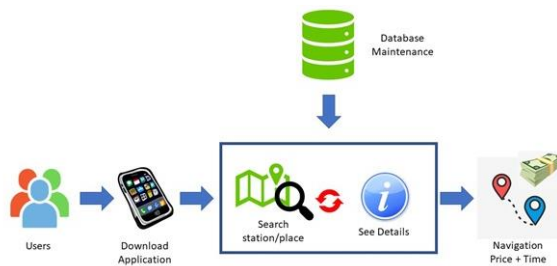 Database
Maintenance
Users
Download
Application
Search
station/place
See Details
Navigation
Price + Time